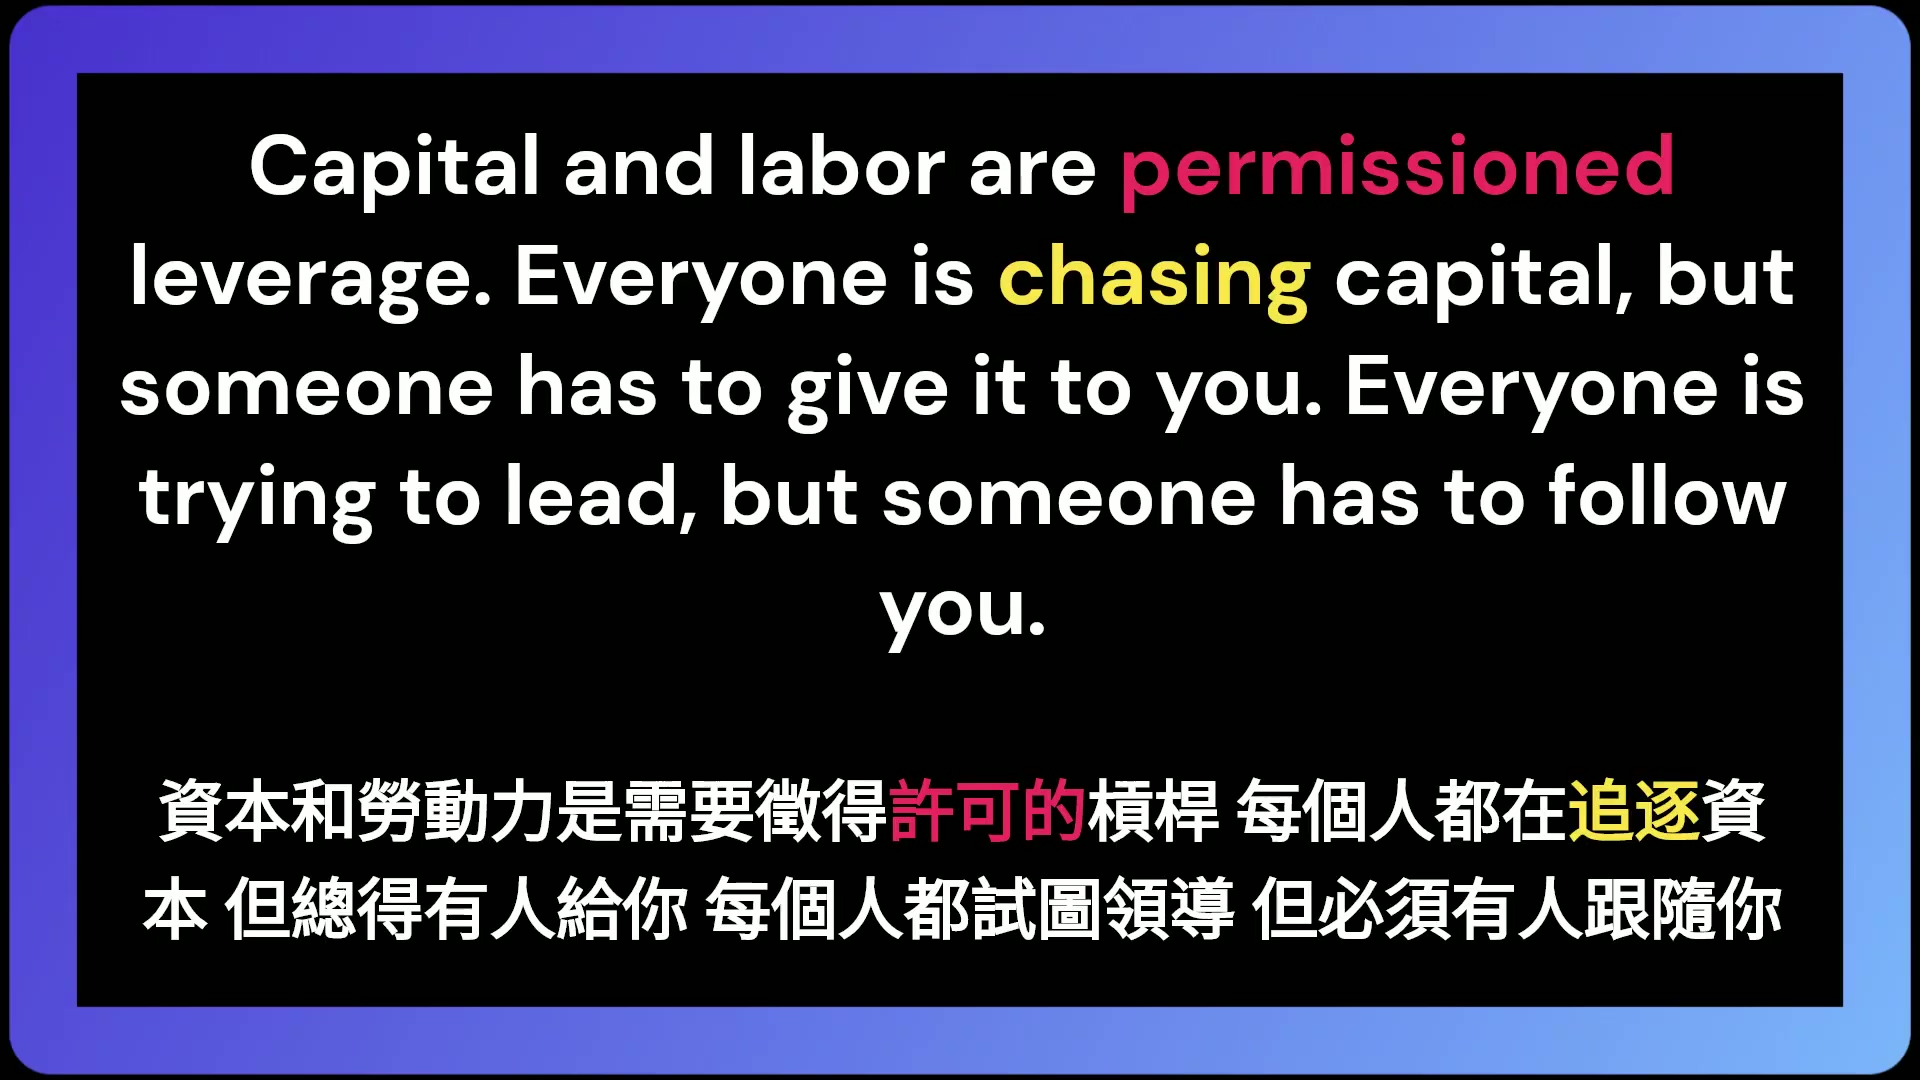 Capital and labor are permissioned
leverage. Everyone is chasing capital, but
someone has to give it to you. Everyone is
trying to lead, but someone has to follow
you.
資本和勞動力是需要徵得許可的槓桿 每個人都在追逐資
本 但總得有人給你 每個人都試圖領導 但必須有人跟隨你